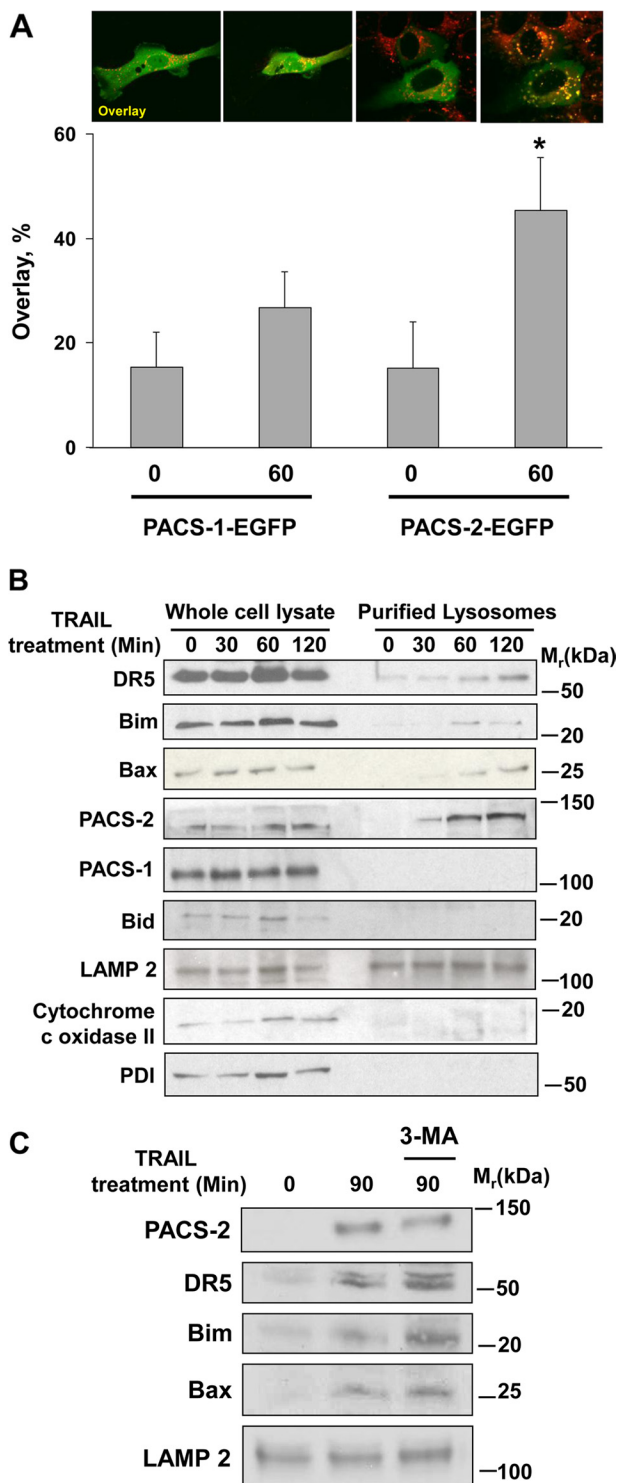 A
Overlay
60
*
40
20
0
Overlay, %
0 60 0 60
PACS-1-EGFP PACS-2-EGFP
B
TRAIL treatment (Min)
Whole cell lysate Purified Lysosomes
0 30 60 120 0 30 60 120 Mr(kDa)
DR5 —50
Bim —20
Bax —25
—150
PACS-2
PACS-1 —100
Bid —20
LAMP 2 —100
Cytochrome —20
c oxidase II
PDI —50
C
3-MA
TRAIL
treatment (Min) 0 90 90 Mr(kDa)
—150
PACS-2
DR5 —50
Bim —20
Bax —25
LAMP 2 —100